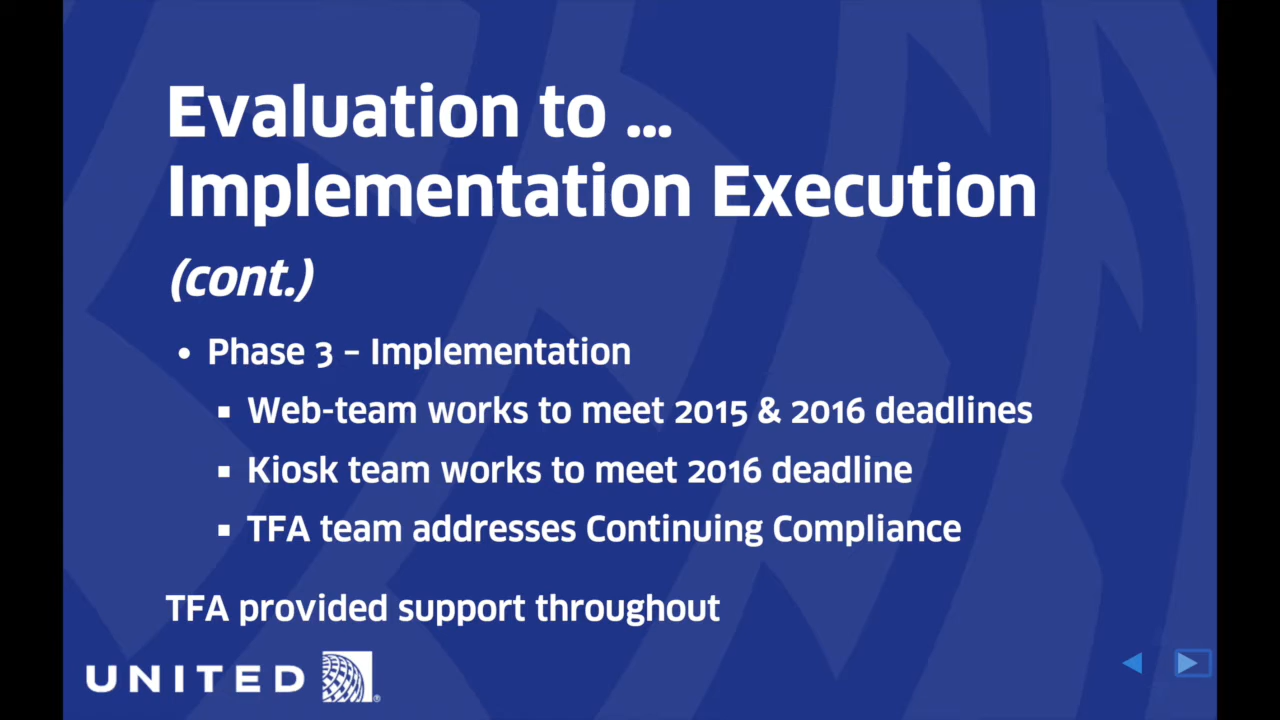 Evaluation to ...
Implementation Execution
(cont.)
• Phase 3 – Implementation
▪ Web-team works to meet 2015 & 2016 deadlines
▪ Kiosk team works to meet 2016 deadline
▪ TFA team addresses Continuing Compliance
TFA provided support throughout
UNITED ®